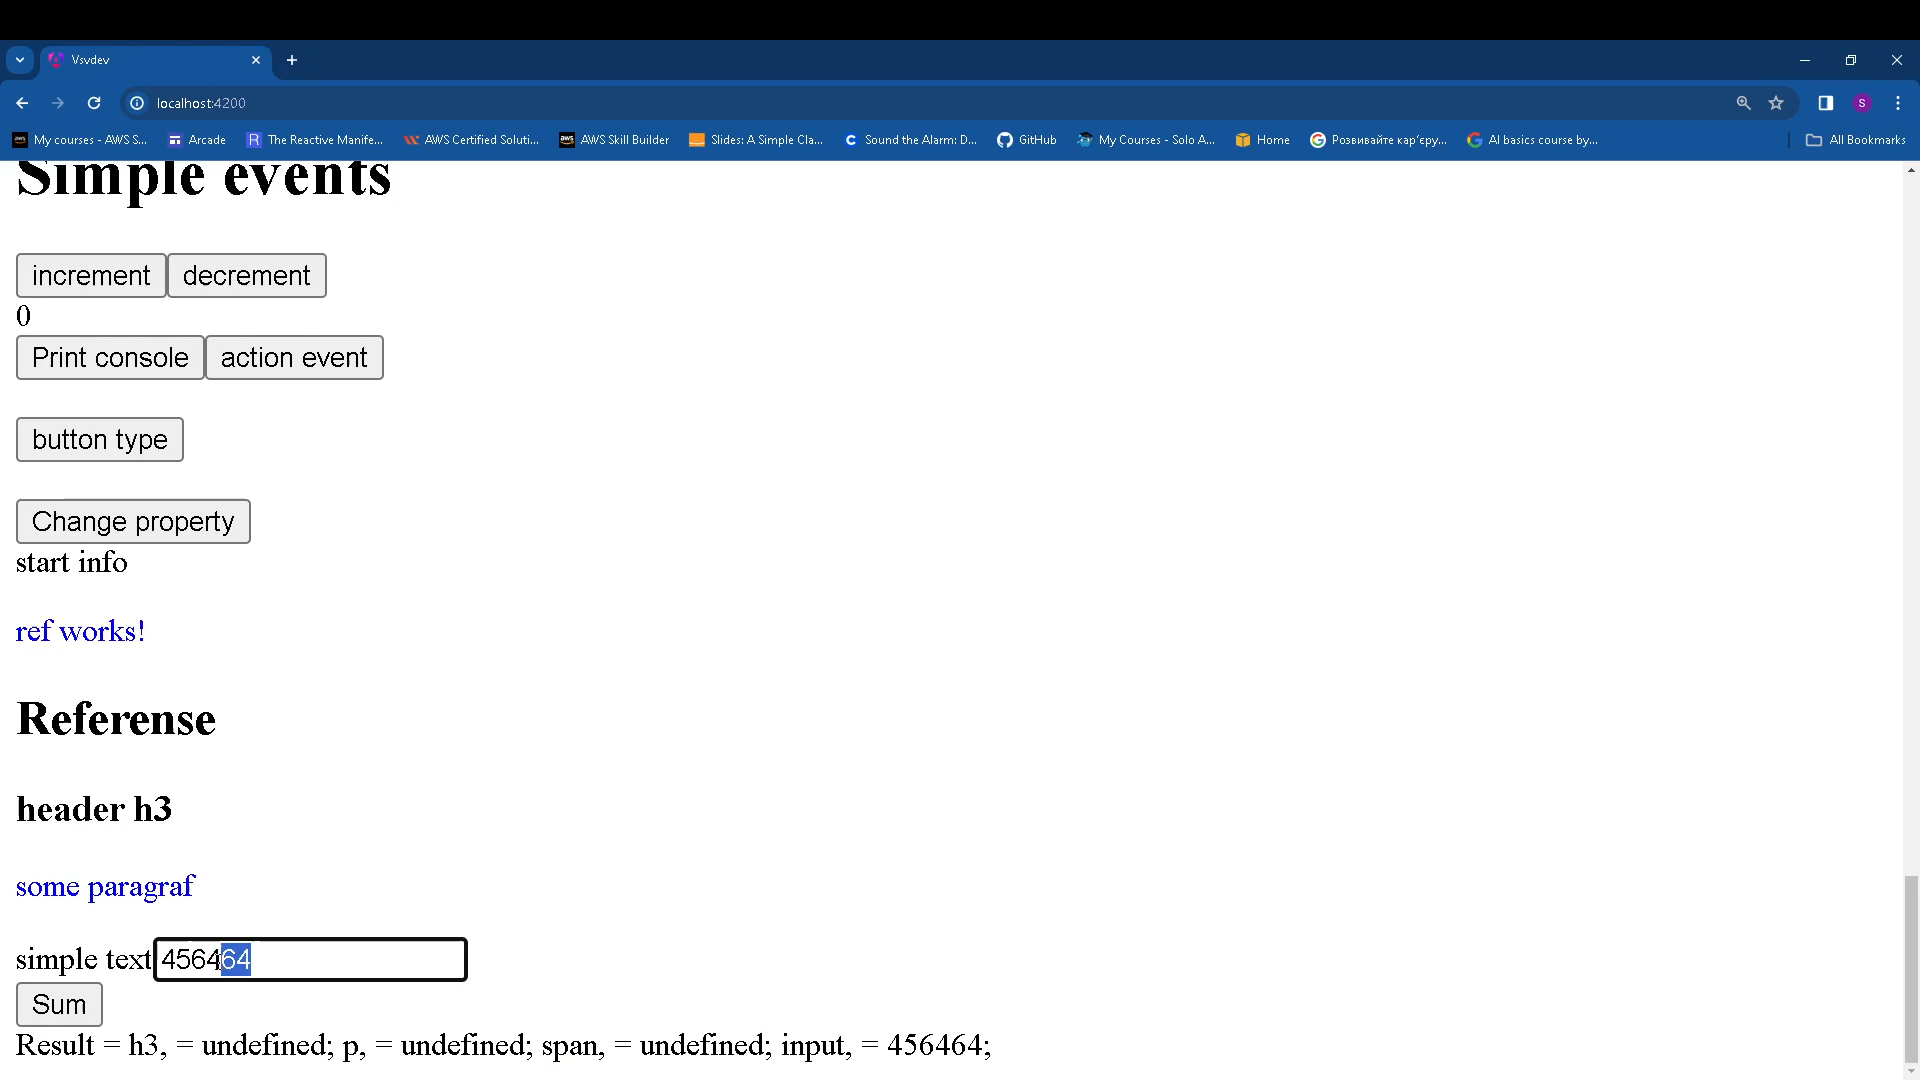 Vsvdev
localhost:4200
My courses - AWS S... Arcade The Reactive Manife... AWS Certified Soluti... AWS Skill Builder Slides: A Simple Cla... Sound the Alarm: D... GitHub My Courses - Solo A... Home Розвивайте кар'єру... AI basics course by... All Bookmarks
Simple events
increment decrement
0
Print console action event
button type
Change property
start info
ref works!
Referense
header h3
some paragraf
simple text 456464
Sum
Result = h3, = undefined; p, = undefined; span, = undefined; input, = 456464;